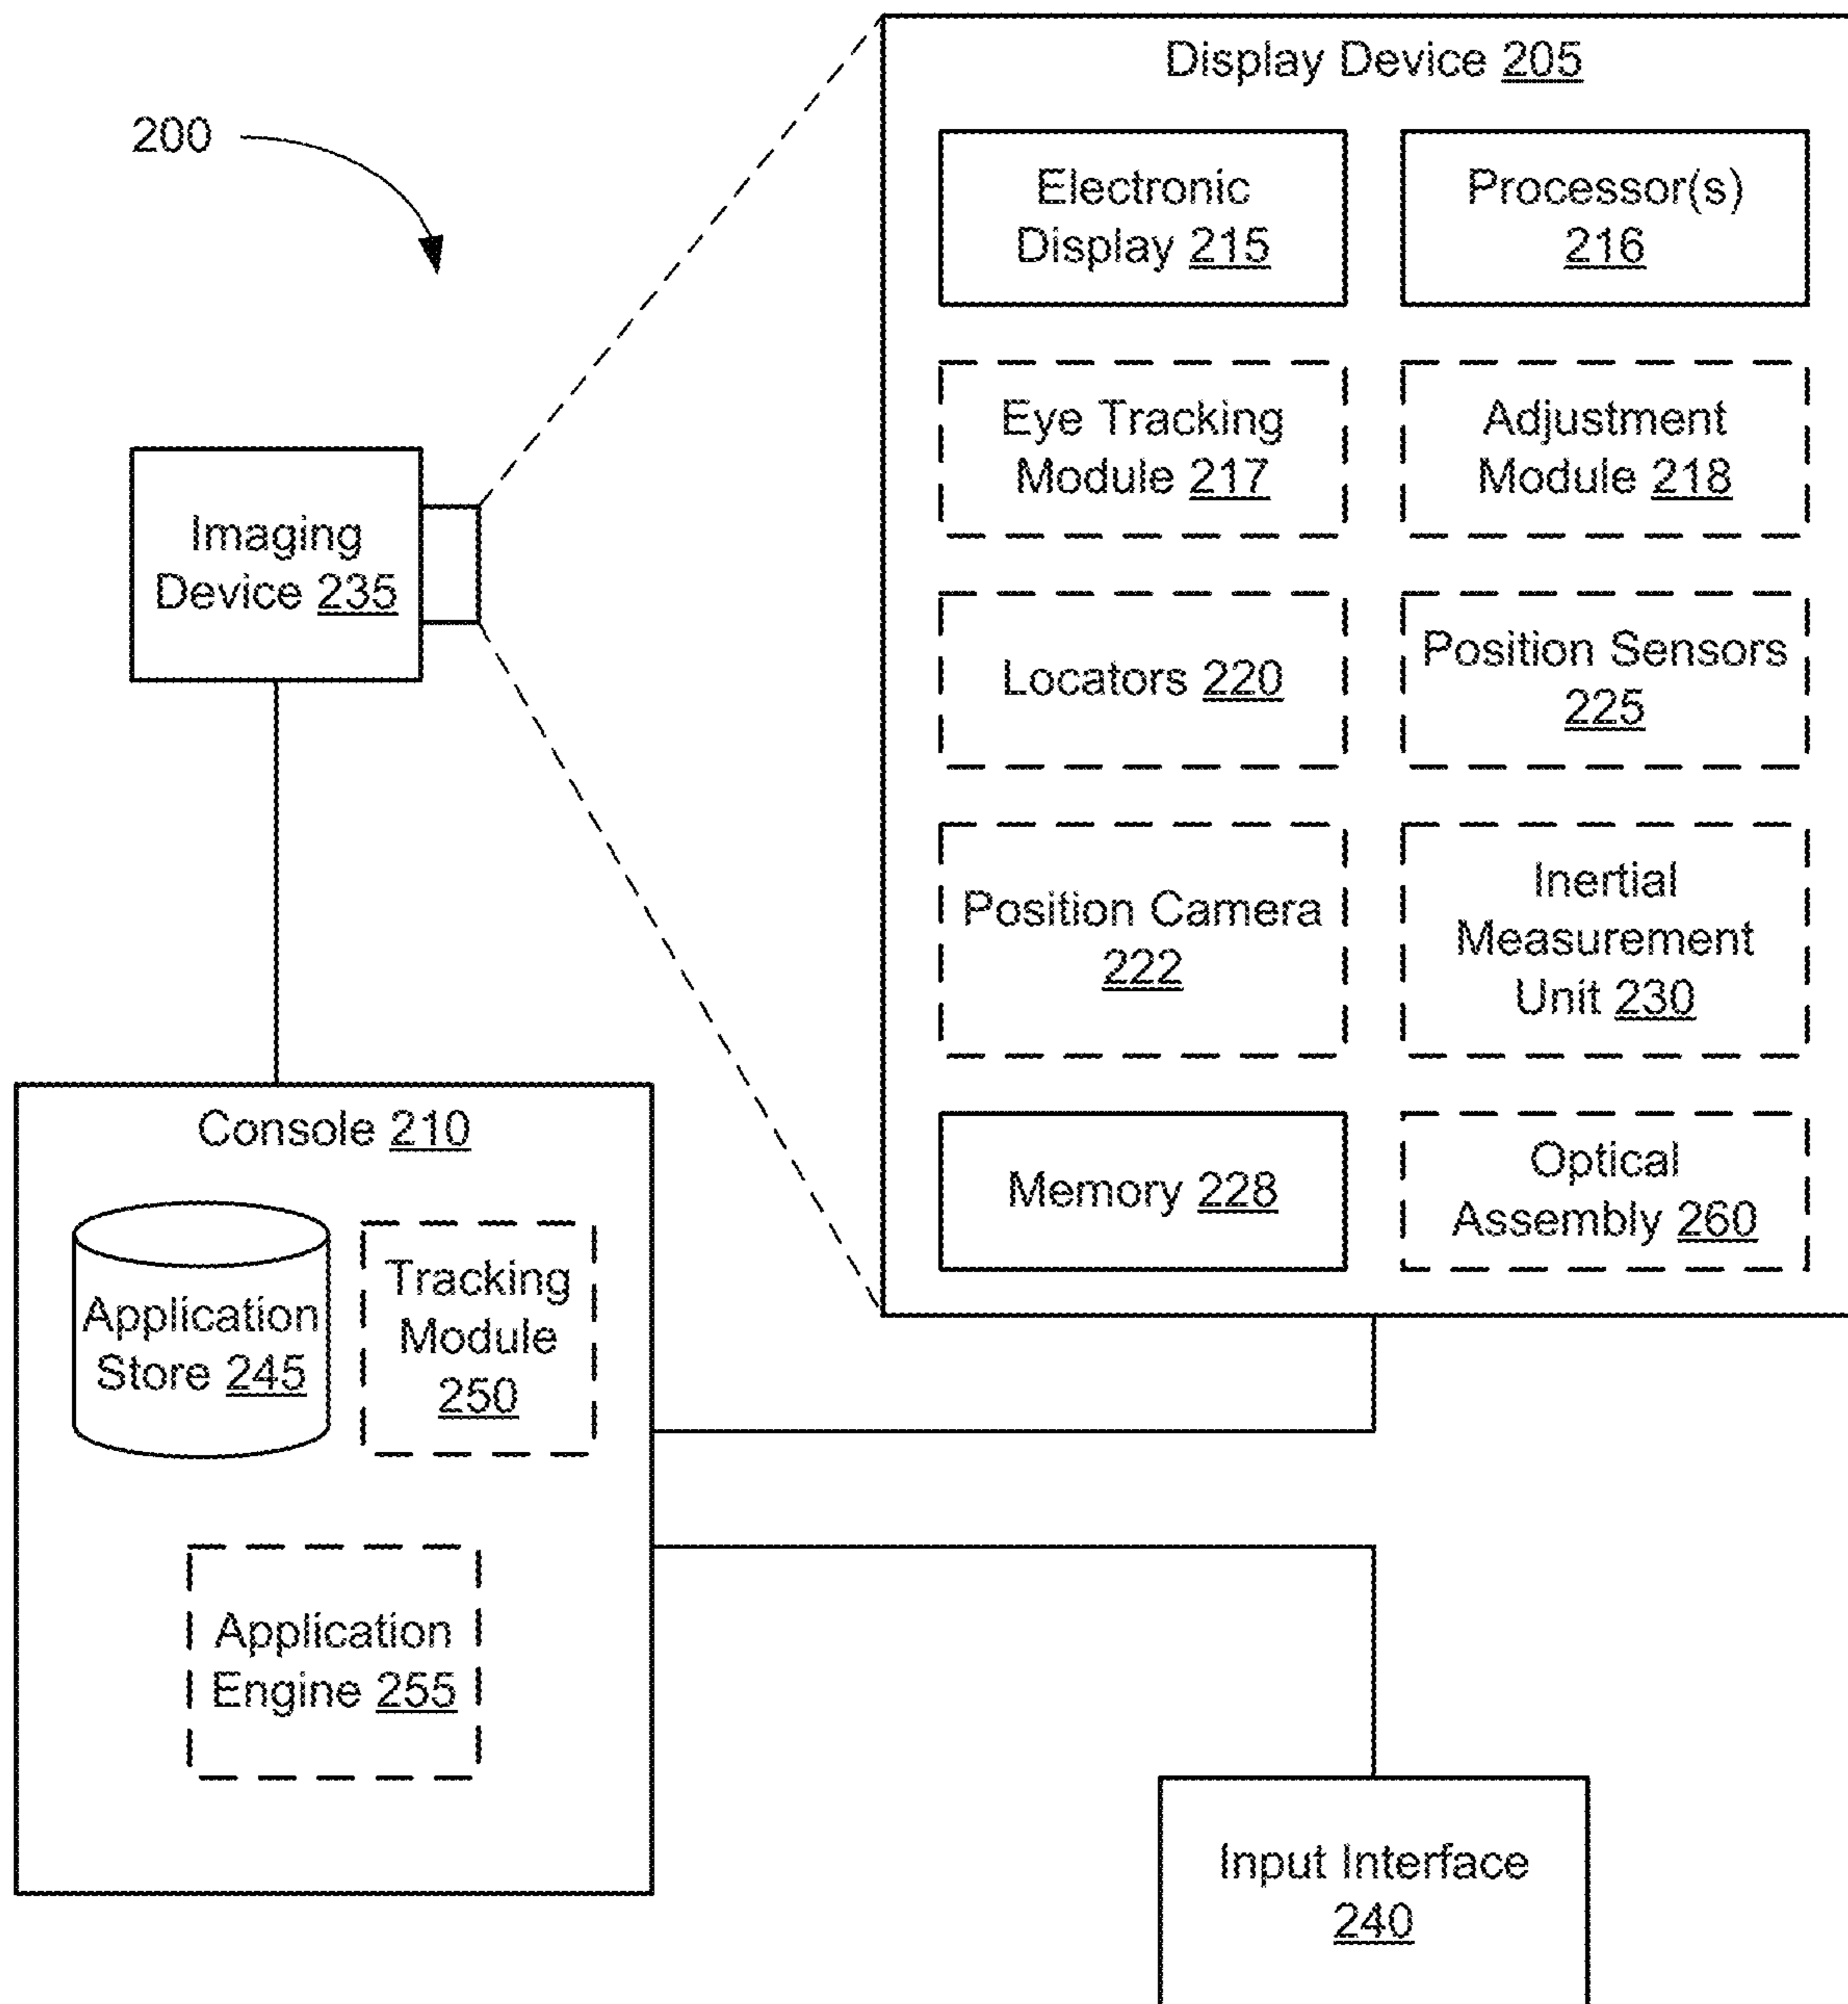 200
Display Device 205
Electronic
Display 215
Processor(s)
216
Eye Tracking
Module 217
Adjustment
Module 218
Locators 220
Position Sensors
225
Position Camera
222
Inertial
Measurement
Unit 230
Memory 228
Optical
Assembly 260
Imaging
Device 235
Console 210
Application
Store 245
Tracking
Module
250
Application
Engine 255
Input Interface
240